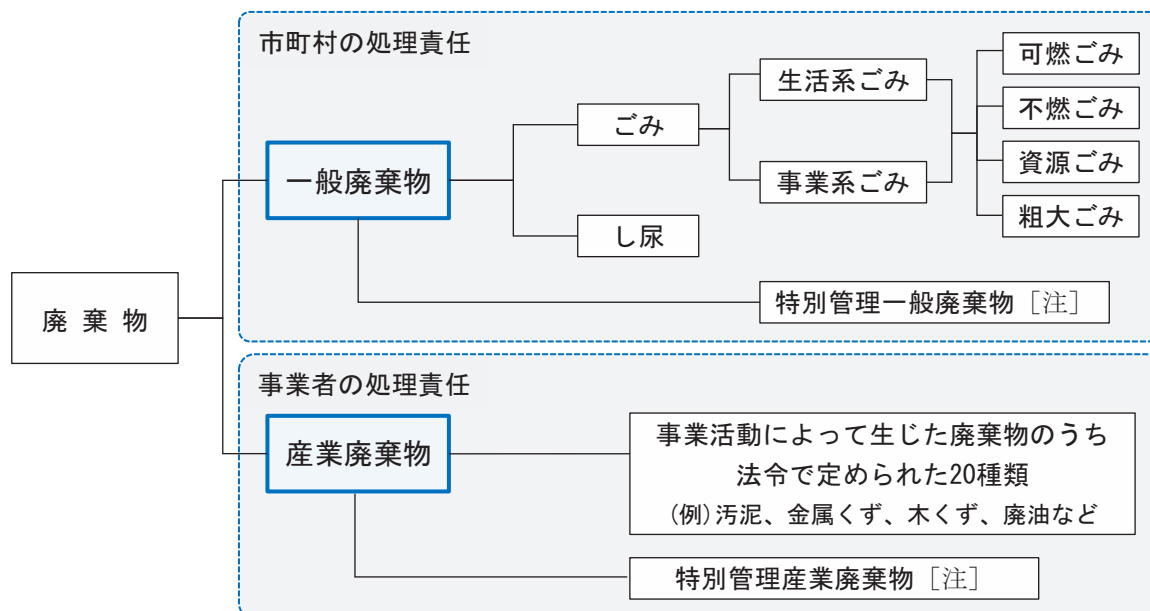 市町村の処理責任
可燃ごみ
生活系ごみ
不燃ごみ
ごみ
資源ごみ
一般廃棄物
事業系ごみ
粗大ごみ
し尿
特別管理一般廃棄物［注］
廃棄物
事業者の処理責任
産業廃棄物
事業活動によって生じた廃棄物のうち
法令で定められた20種類
(例)汚泥、金属くず、木くず、廃油など
特別管理産業廃棄物［注］